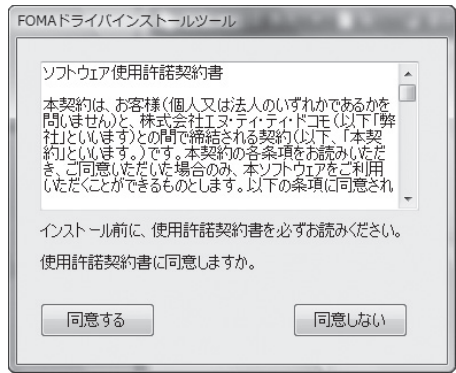 FOMAドライバインストールツール
ソフトウェア使用許諾契約書
本契約は、お客様(個人又は法人のいずれかであるかを
問いません)と、株式会社エヌ・ティ・ティ・ドコモ(以下「弊
社」といいます)との間で締結される契約(以下、「本契
約」といいます。)です。本契約の各条項をお読みいただ
き、ご同意いただいた場合のみ、本ソフトウェアをご利用
いただくことができるものとします。以下の条項に同意され
インストール前に、使用許諾契約書を必ずお読みください。
使用許諾契約書に同意しますか。
同意する
同意しない